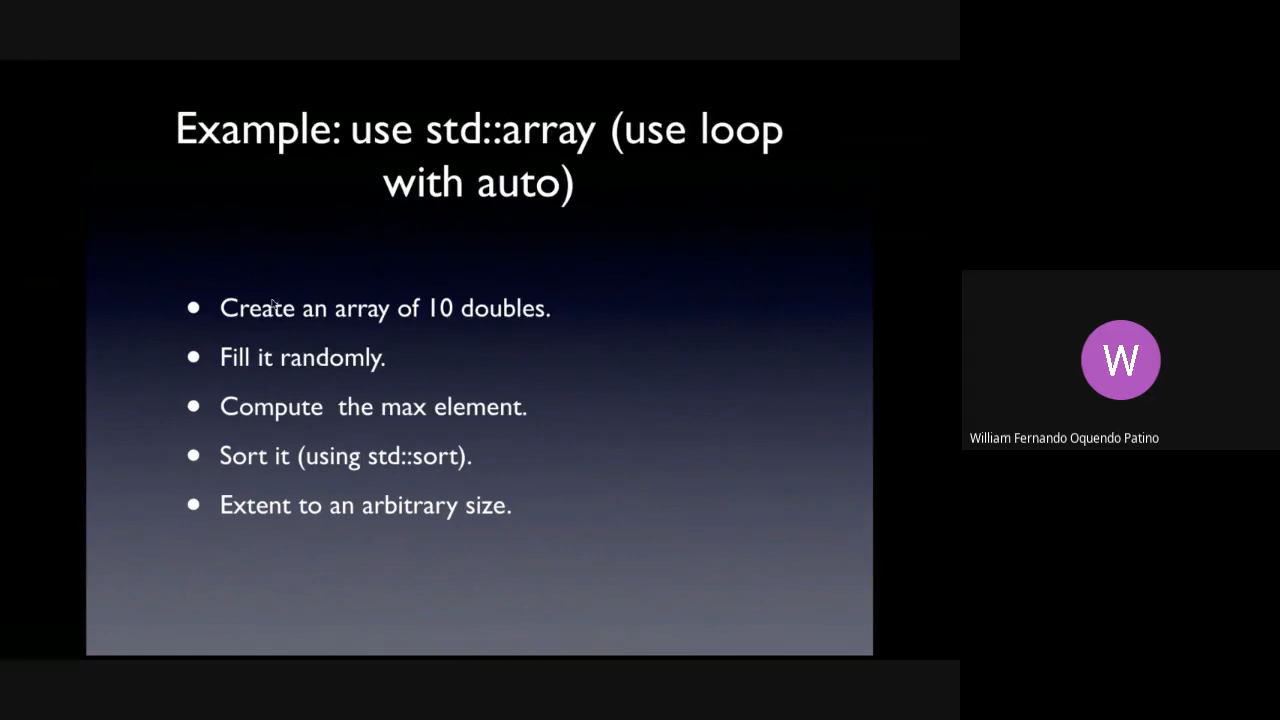 Example: use std::array (use loop
with auto)
• Create an array of 10 doubles.
• Fill it randomly.
• Compute  the max element.
• Sort it (using std::sort).
• Extent to an arbitrary size.
W
William Fernando Oquendo Patino